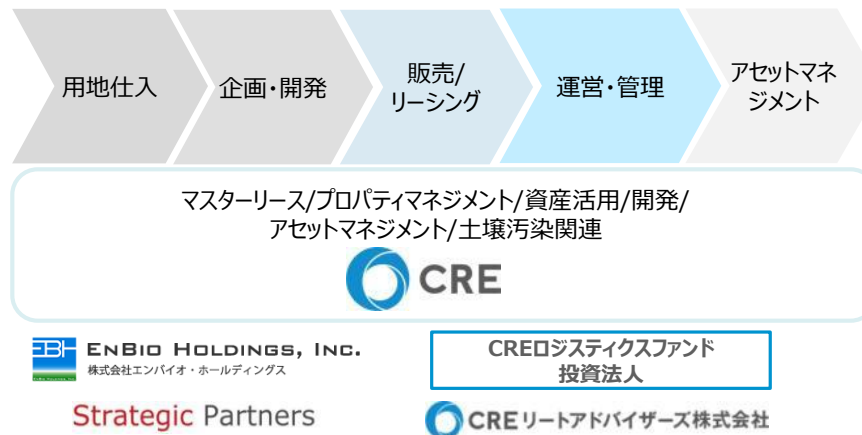 用地仕入
企画・開発
販売/
リーシング
運営・管理
アセットマネ
ジメント
マスターリース/プロパティマネジメント/資産活用/開発/
アセットマネジメント/土壌汚染関連
CRE
EBH ENBIO HOLDINGS, INC.
株式会社エンバイオ・ホールディングス
CREロジスティクスファンド
投資法人
Strategic Partners
CREリートアドバイザーズ株式会社